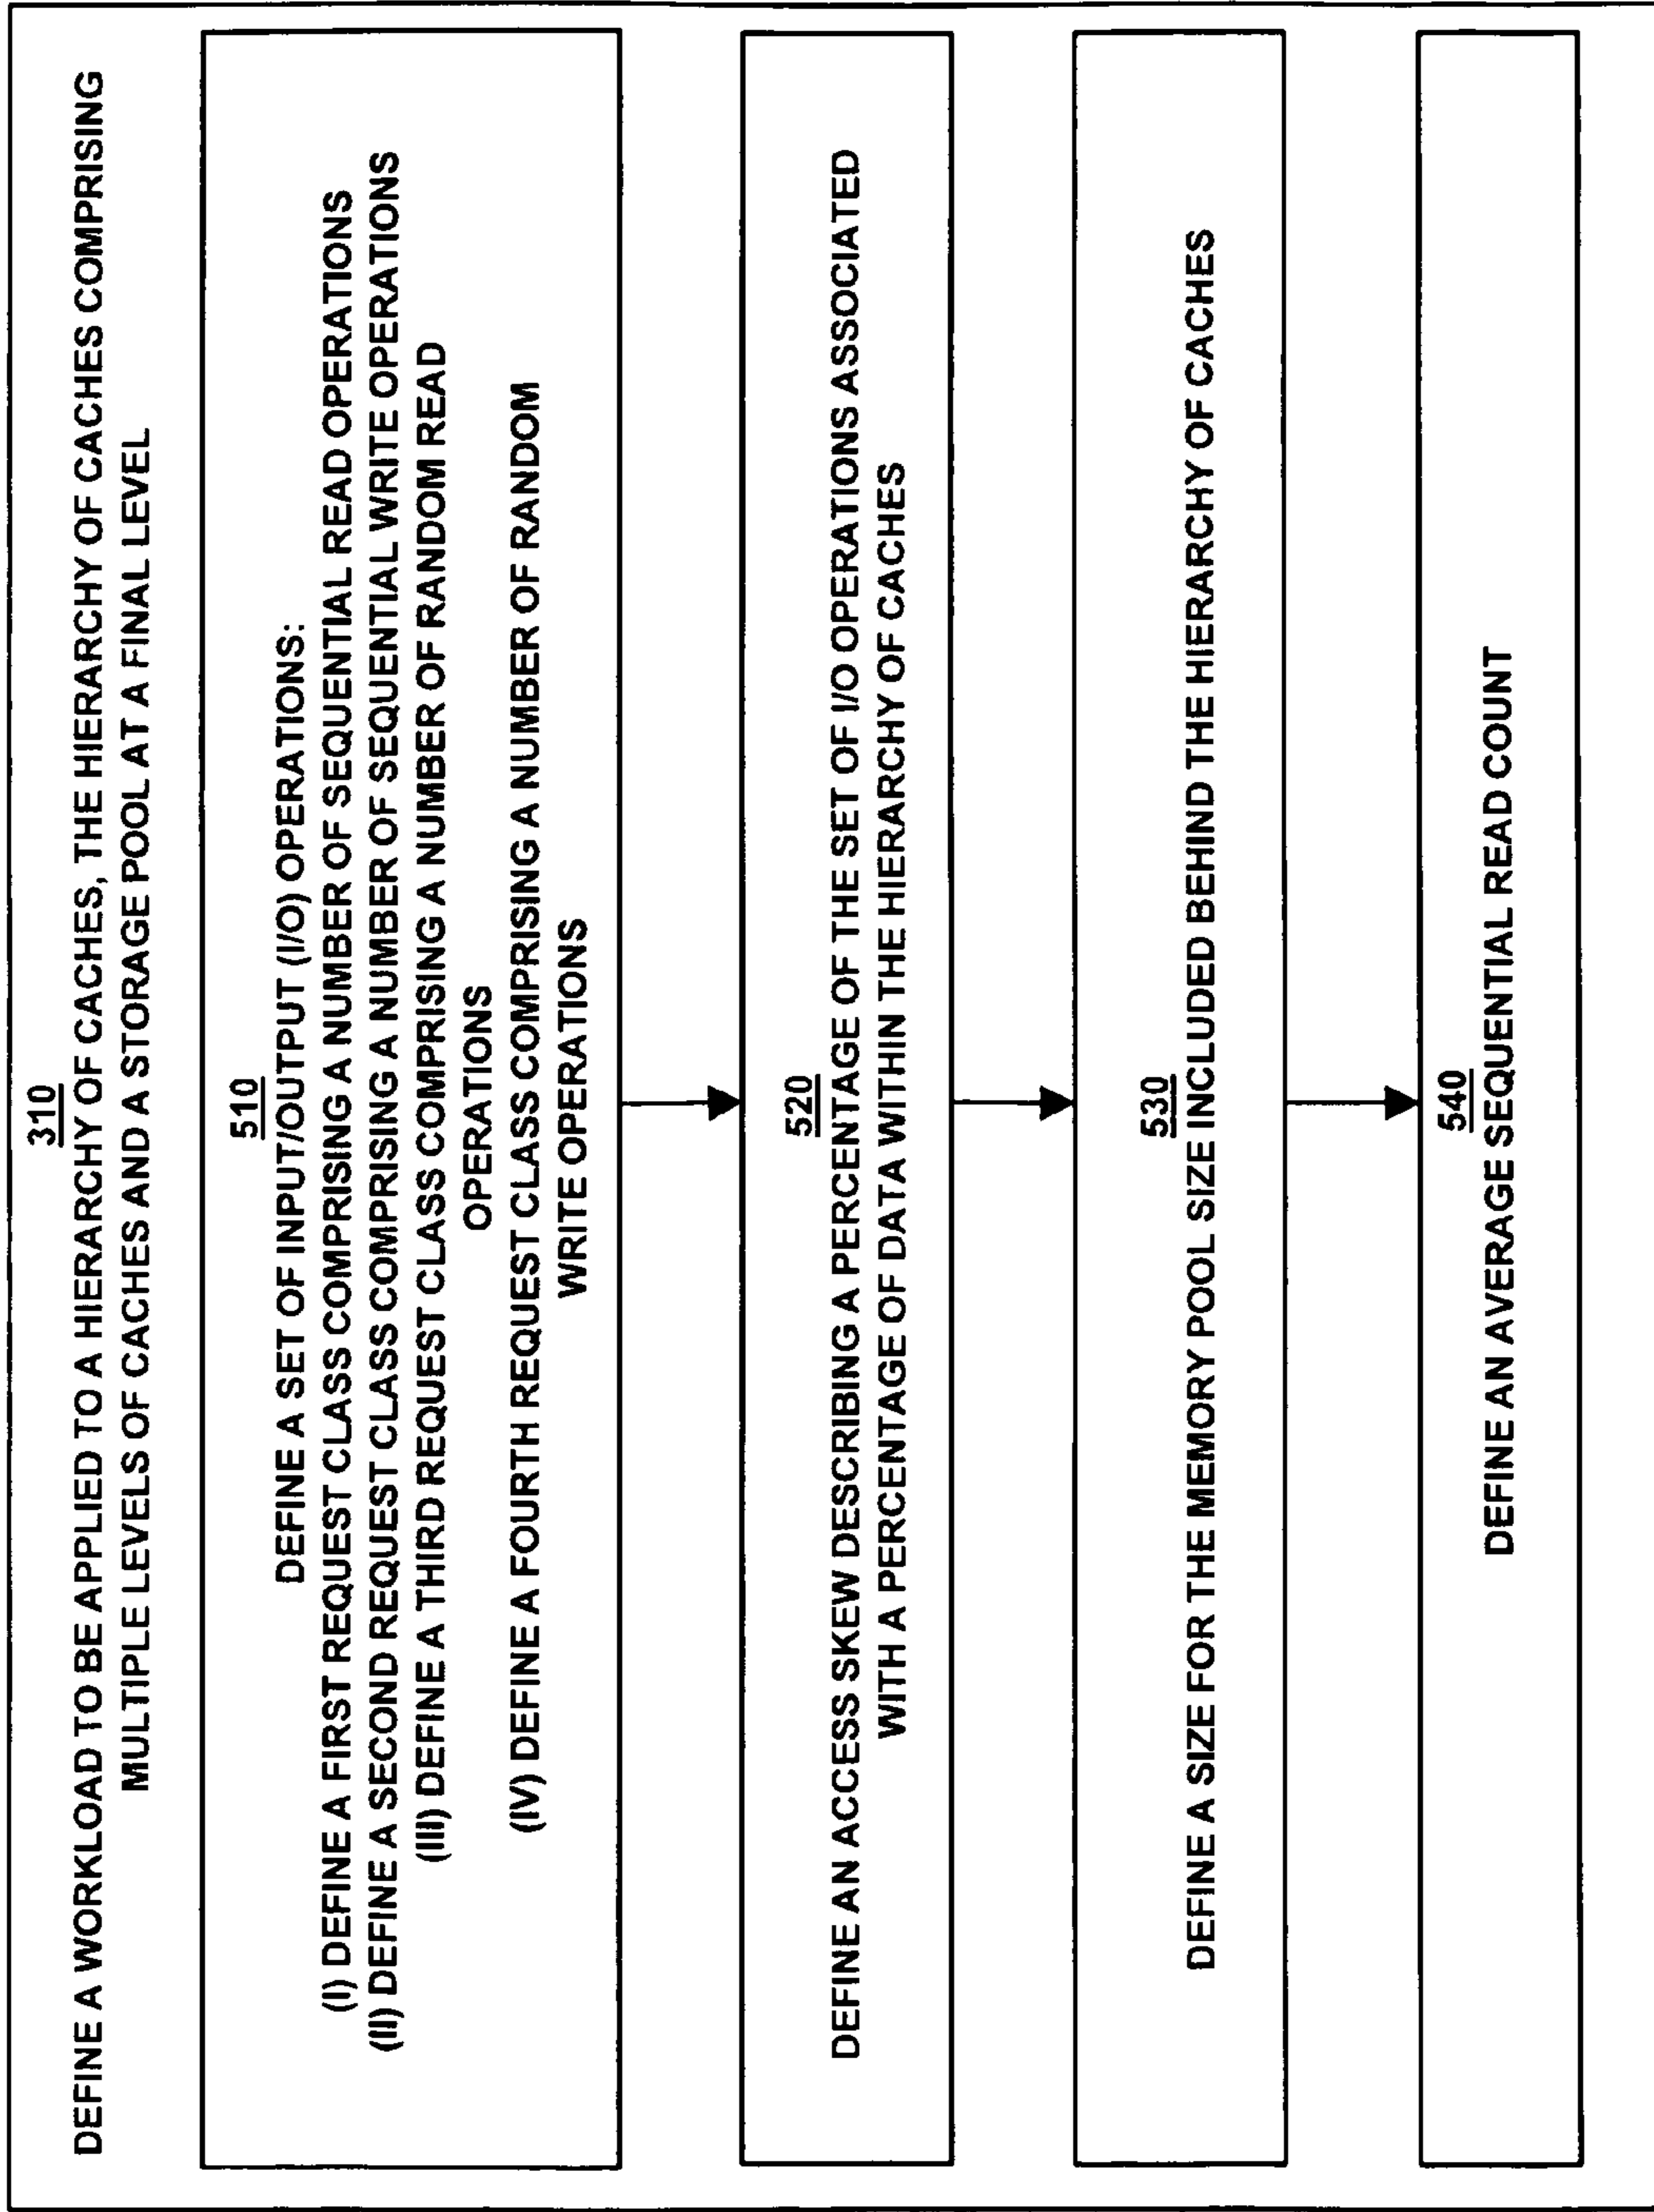 310
DEFINE A WORKLOAD TO BE APPLIED TO A HIERARCHY OF CACHES, THE HIERARCHY OF CACHES COMPRISING
MULTIPLE LEVELS OF CACHES AND A STORAGE POOL AT A FINAL LEVEL
510
DEFINE A SET OF INPUT/OUTPUT (I/O) OPERATIONS:
(I) DEFINE A FIRST REQUEST CLASS COMPRISING A NUMBER OF SEQUENTIAL READ OPERATIONS
(II) DEFINE A SECOND REQUEST CLASS COMPRISING A NUMBER OF SEQUENTIAL WRITE OPERATIONS
(III) DEFINE A THIRD REQUEST CLASS COMPRISING A NUMBER OF RANDOM READ
OPERATIONS
(IV) DEFINE A FOURTH REQUEST CLASS COMPRISING A NUMBER OF RANDOM
WRITE OPERATIONS
520
DEFINE AN ACCESS SKEW DESCRIBING A PERCENTAGE OF THE SET OF I/O OPERATIONS ASSOCIATED
WITH A PERCENTAGE OF DATA WITHIN THE HIERARCHY OF CACHES
530
DEFINE A SIZE FOR THE MEMORY POOL SIZE INCLUDED BEHIND THE HIERARCHY OF CACHES
540
DEFINE AN AVERAGE SEQUENTIAL READ COUNT